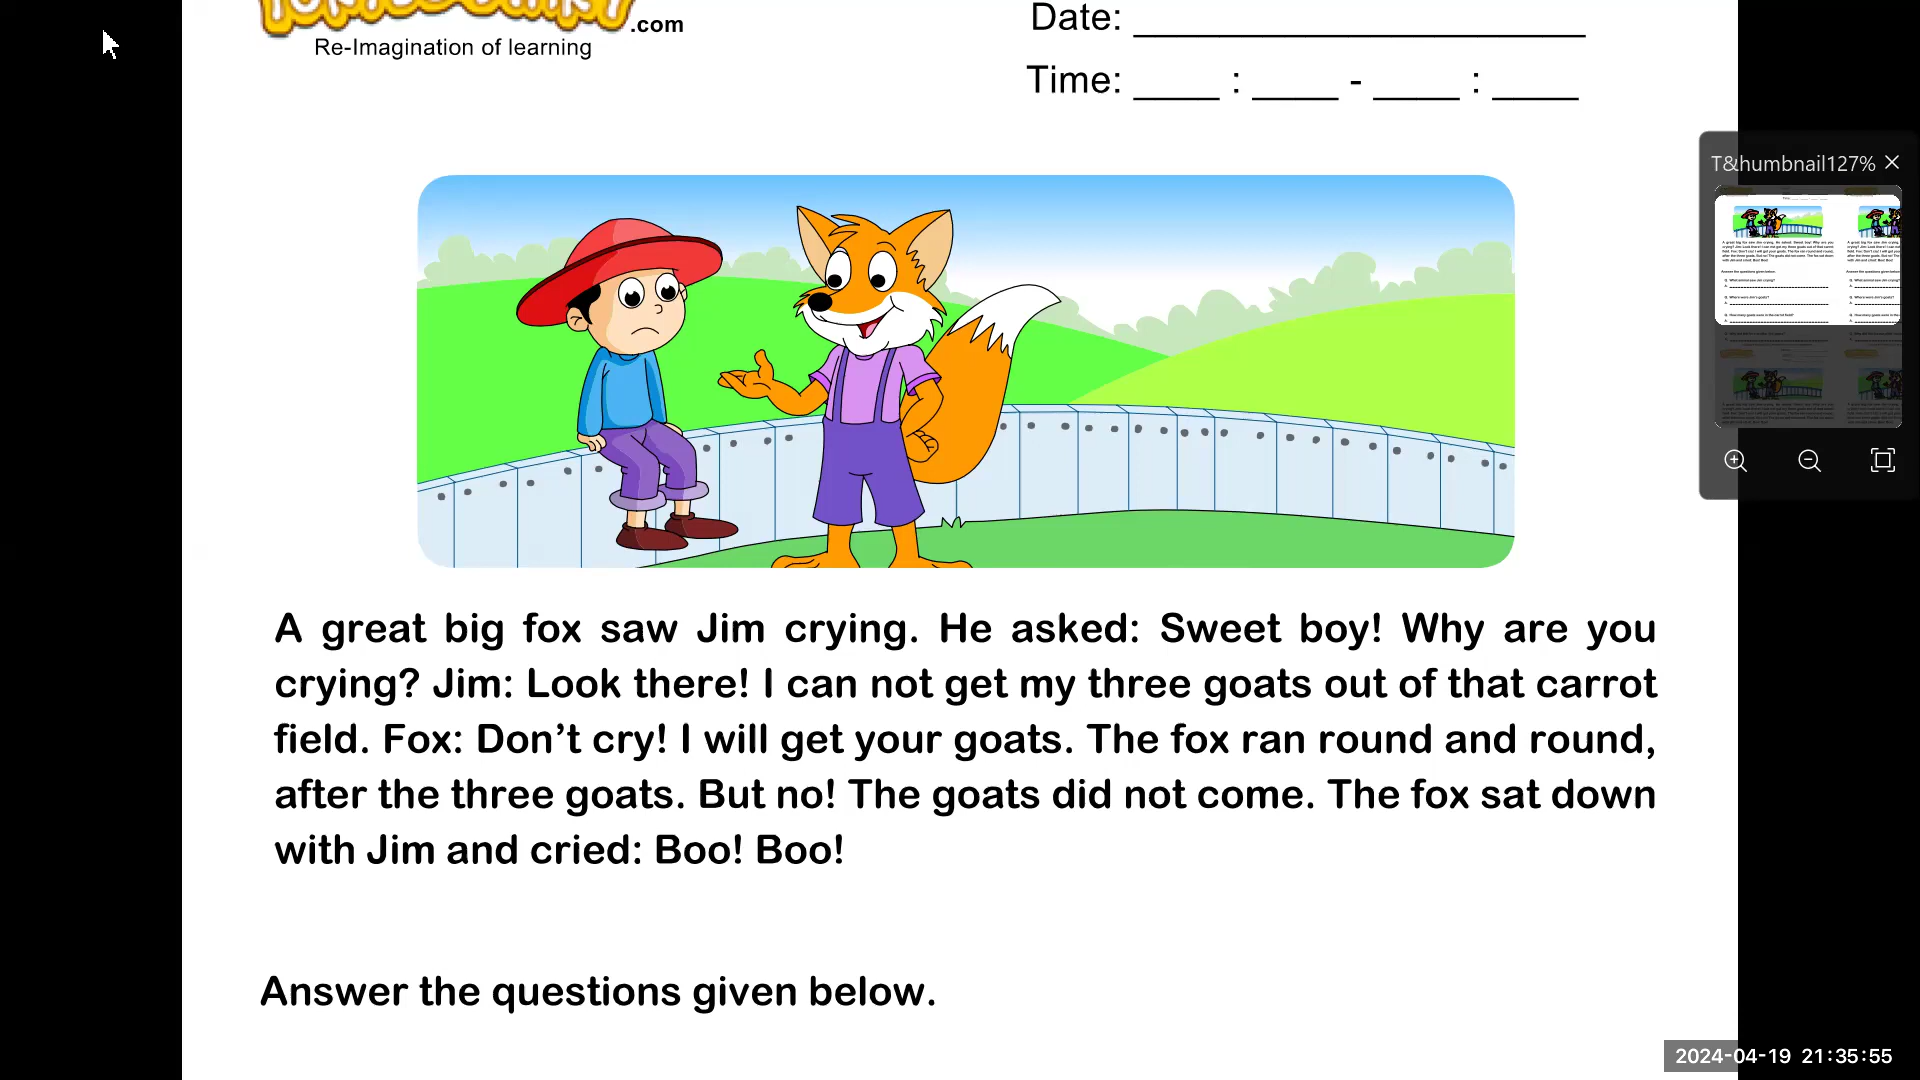 .com
Re-Imagination of learning
Date: _____________________
Time: ____ : ____ - ____ : ____
T&humbnail127%
A great big fox saw Jim crying. He asked: Sweet boy! Why are you
crying? Jim: Look there! I can not get my three goats out of that carrot
field. Fox: Don’t cry! I will get your goats. The fox ran round and round,
after the three goats. But no! The goats did not come. The fox sat down
with Jim and cried: Boo! Boo!
Answer the questions given below.
2024-04-19 21:35:55